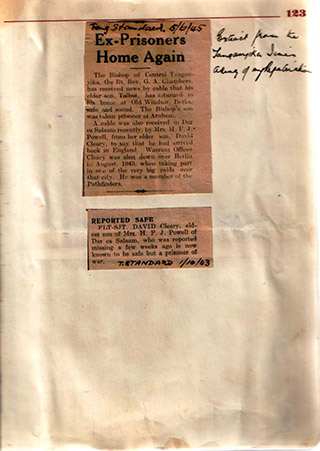 123
Tang Standard, 5/6/45
Ex-Prisoners
Home Again
The Bishop of Central Tangan-
yika, the Rt. Rev. G. A. Chambers,
has received news by cable that his
elder son, Talbot, has returned to
his home at Old Windsor, Berks,
safe and sound. The Bishop's son
was taken prisoner at Arnhem.
A cable was also received in Dar
es Salaam recently, by Mrs. H. F. J.
Powell, from her elder son, David
Cleary, to say that he had arrived
back in England. Warrant Officer
Cleary was shot down over Berlin
in August, 1943, when taking part
in one of the very big raids over
that city. He was a member of the
Pathfinders.
Extract from the
Tanganyika
of my
REPORTED SAFE
FLT-SJT. DAVID Cleary, eld-
est son of Mrs. H. F. J. Powell of
Dar es Salaam, who was reported
missing a few weeks ago is now
known to be safe but a prisoner of
war.
T. STANDARD 1/10/43